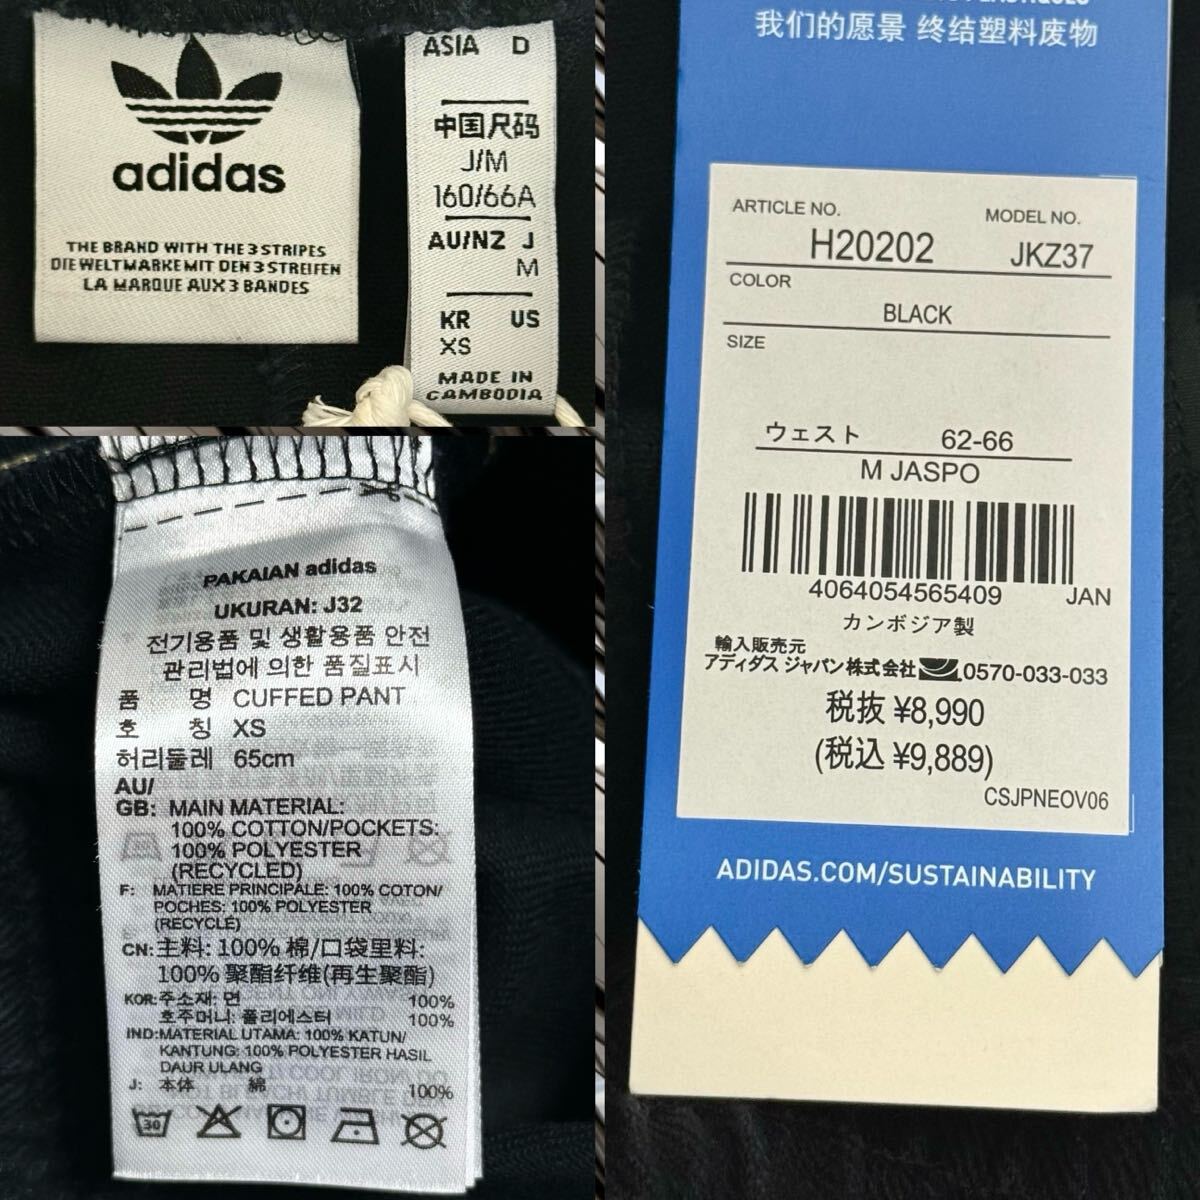 adidas
THE BRAND WITH THE 3 STRIPES
DIE WELTMARKE MIT DEN 3 STREIFEN
LA MARQUE AUX 3 BANDES
ASIA D
中国尺码
J/M
160/66A
AU/NZ J
M
KR US
XS
MADE IN
CAMBODIA
PAKAIAN adidas
UKURAN: J32
전기용품 및 생활용품 안전
관리법에 의한 품질표시
품 명 CUFFED PANT
호 칭 XS
허리둘레 65cm
AU/
GB: MAIN MATERIAL:
100% COTTON/POCKETS:
100% POLYESTER
(RECYCLED)
F: MATIERE PRINCIPALE: 100% COTON/
POCHES: 100% POLYESTER
(RECYCLÉ)
CN: 主料: 100% 棉/口袋里料:
100% 聚酯纤维(再生聚酯)
KOR: 주소재: 면 100%
호주머니: 폴리에스터 100%
IND: MATERIAL UTAMA: 100% KATUN/
KANTUNG: 100% POLYESTER HASIL
DAUR ULANG
J: 本体 綿 100%
30
我们的愿景 终结塑料废物
ARTICLE NO. MODEL NO.
H20202 JKZ37
COLOR
BLACK
SIZE
ウェスト 62-66
M JASPO
4064054565409 JAN
カンボジア製
輸入販売元
アディダス ジャパン株式会社 0570-033-033
税抜 ¥8,990
(税込 ¥9,889)
CSJPNEOV06
ADIDAS.COM/SUSTAINABILITY